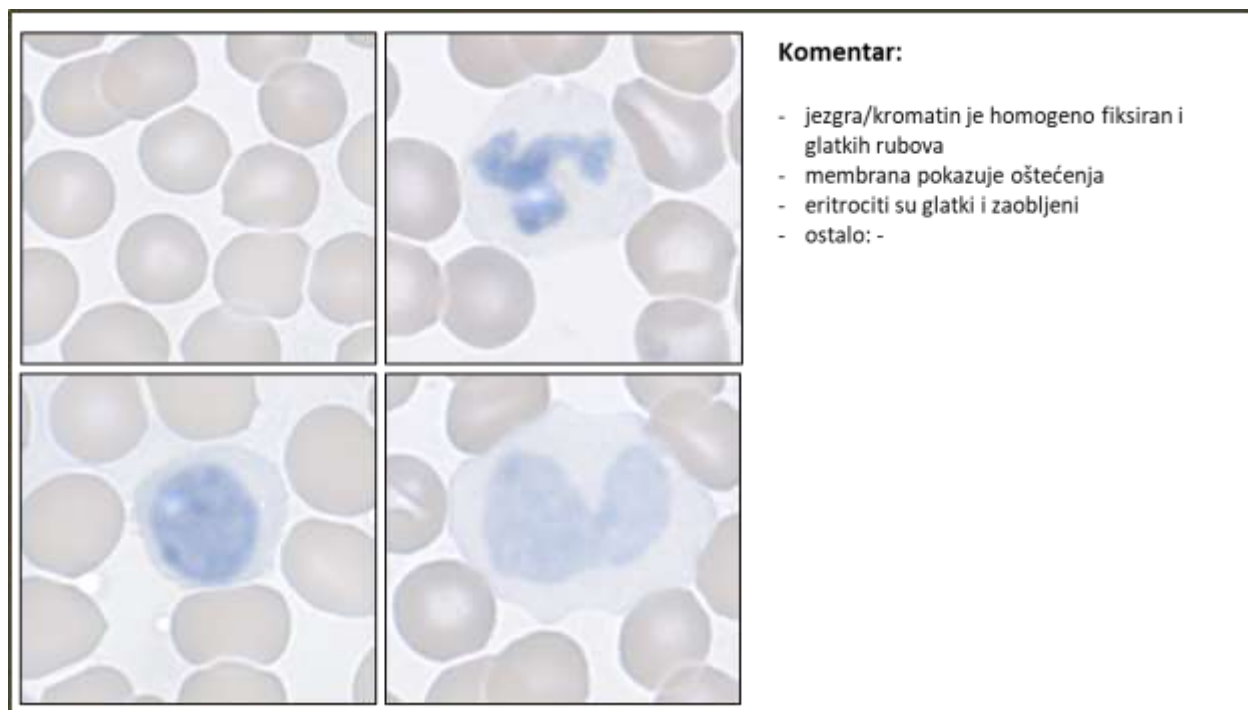 Komentar:
- jezgra/kromatin je homogeno fiksiran i
glatkih rubova
- membrana pokazuje oštećenja
- eritrociti su glatki i zaobljeni
- ostalo: -